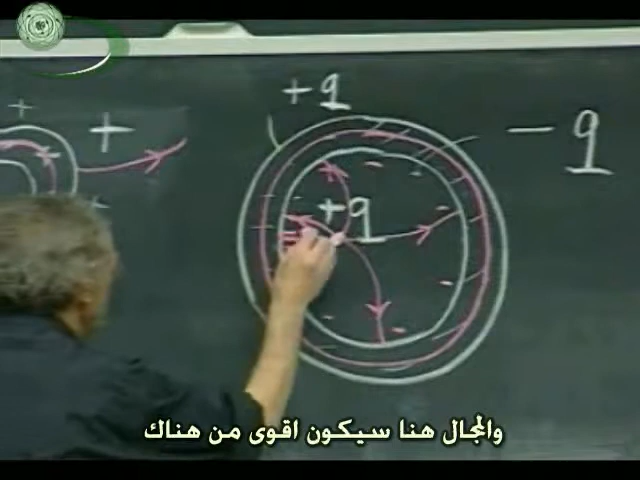 +q
-q
+
+
+q
والمجال هنا سيكون اقوى من هناك